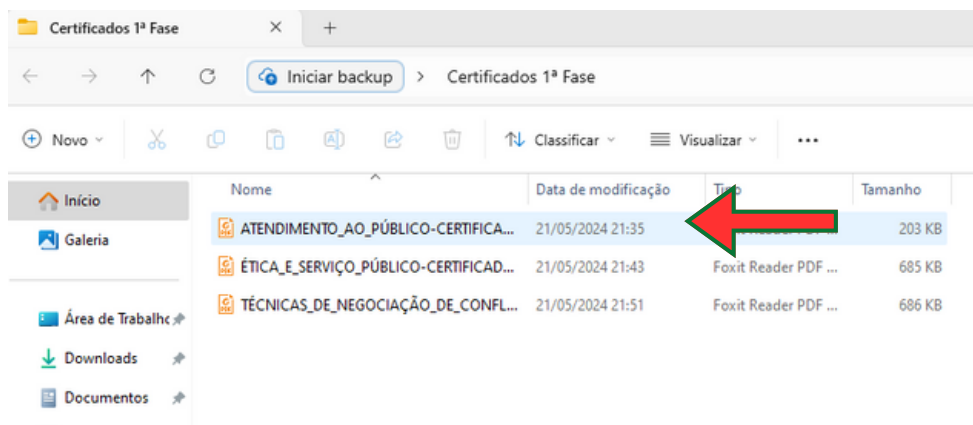 Certificados 1ª Fase
Iniciar backup > Certificados 1ª Fase
Novo Classificar Visualizar ...
Início
Galeria
Área de Trabalho
Downloads
Documentos
Nome Data de modificação Tipo Tamanho
ATENDIMENTO_AO_PÚBLICO-CERTIFICA... 21/05/2024 21:35 203 KB
ÉTICA_E_SERVIÇO_PÚBLICO-CERTIFICAD... 21/05/2024 21:43 Foxit Reader PDF ... 685 KB
TÉCNICAS_DE_NEGOCIAÇÃO_DE_CONFL... 21/05/2024 21:51 Foxit Reader PDF ... 686 KB